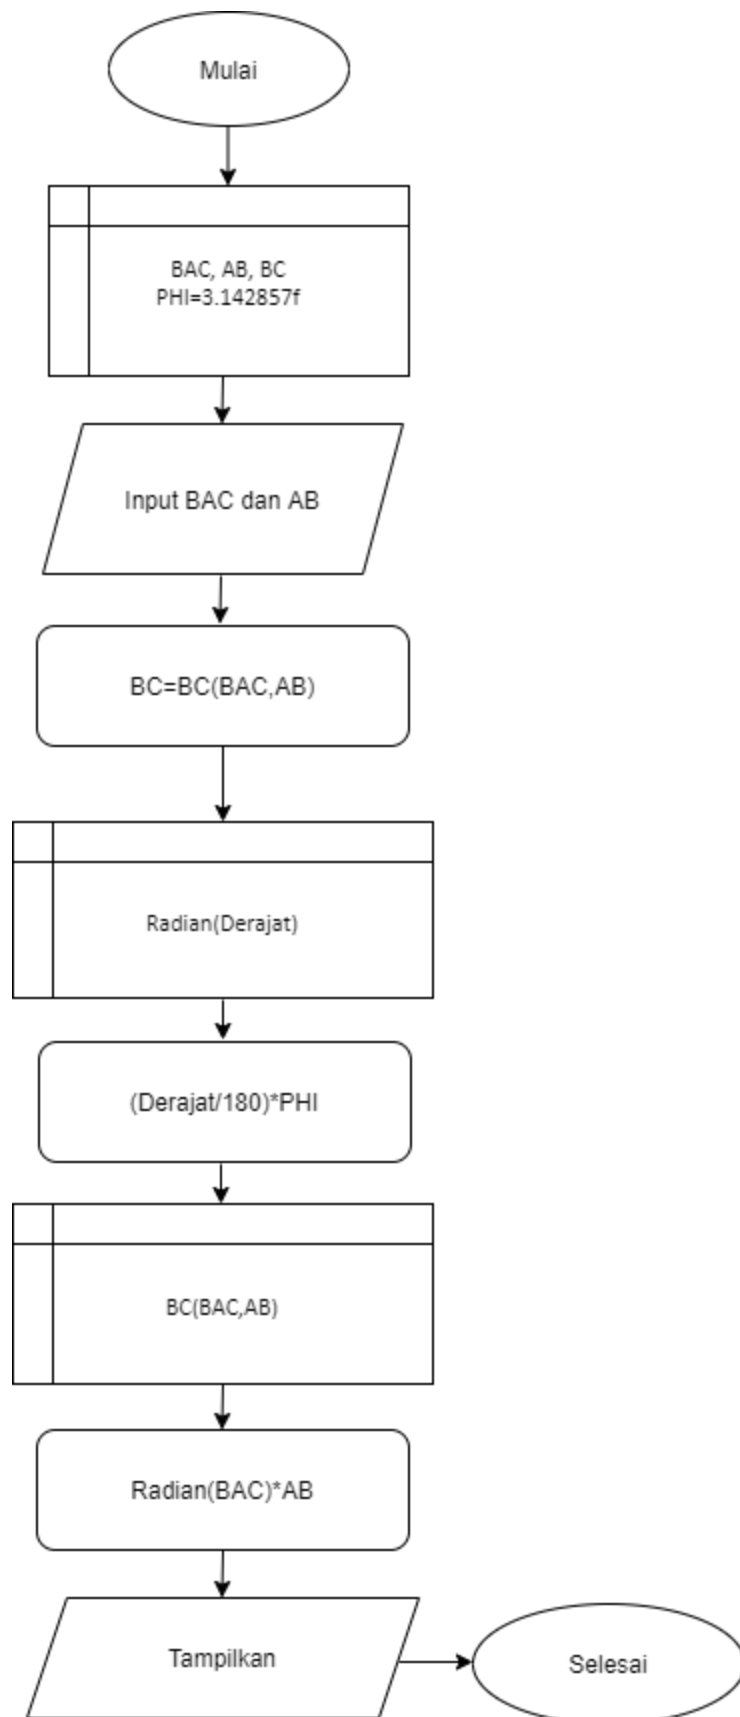 Mulai
BAC, AB, BC
PHI=3.142857f
Input BAC dan AB
BC=BC(BAC,AB)
Radian(Derajat)
(Derajat/180)*PHI
BC(BAC,AB)
Radian(BAC)*AB
Tampilkan
Selesai